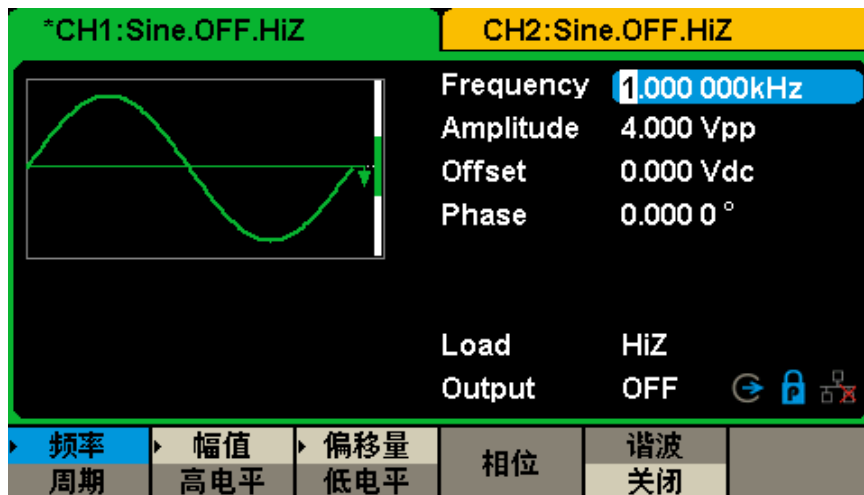 *CH1:Sine.OFF.HiZ
CH2:Sine.OFF.HiZ
Frequency 1.000 000kHz
Amplitude 4.000 Vpp
Offset 0.000 Vdc
Phase 0.000 0 °
Load HiZ
Output OFF
P
频率 幅值 偏移量 相位 谐波
周期 高电平 低电平 关闭